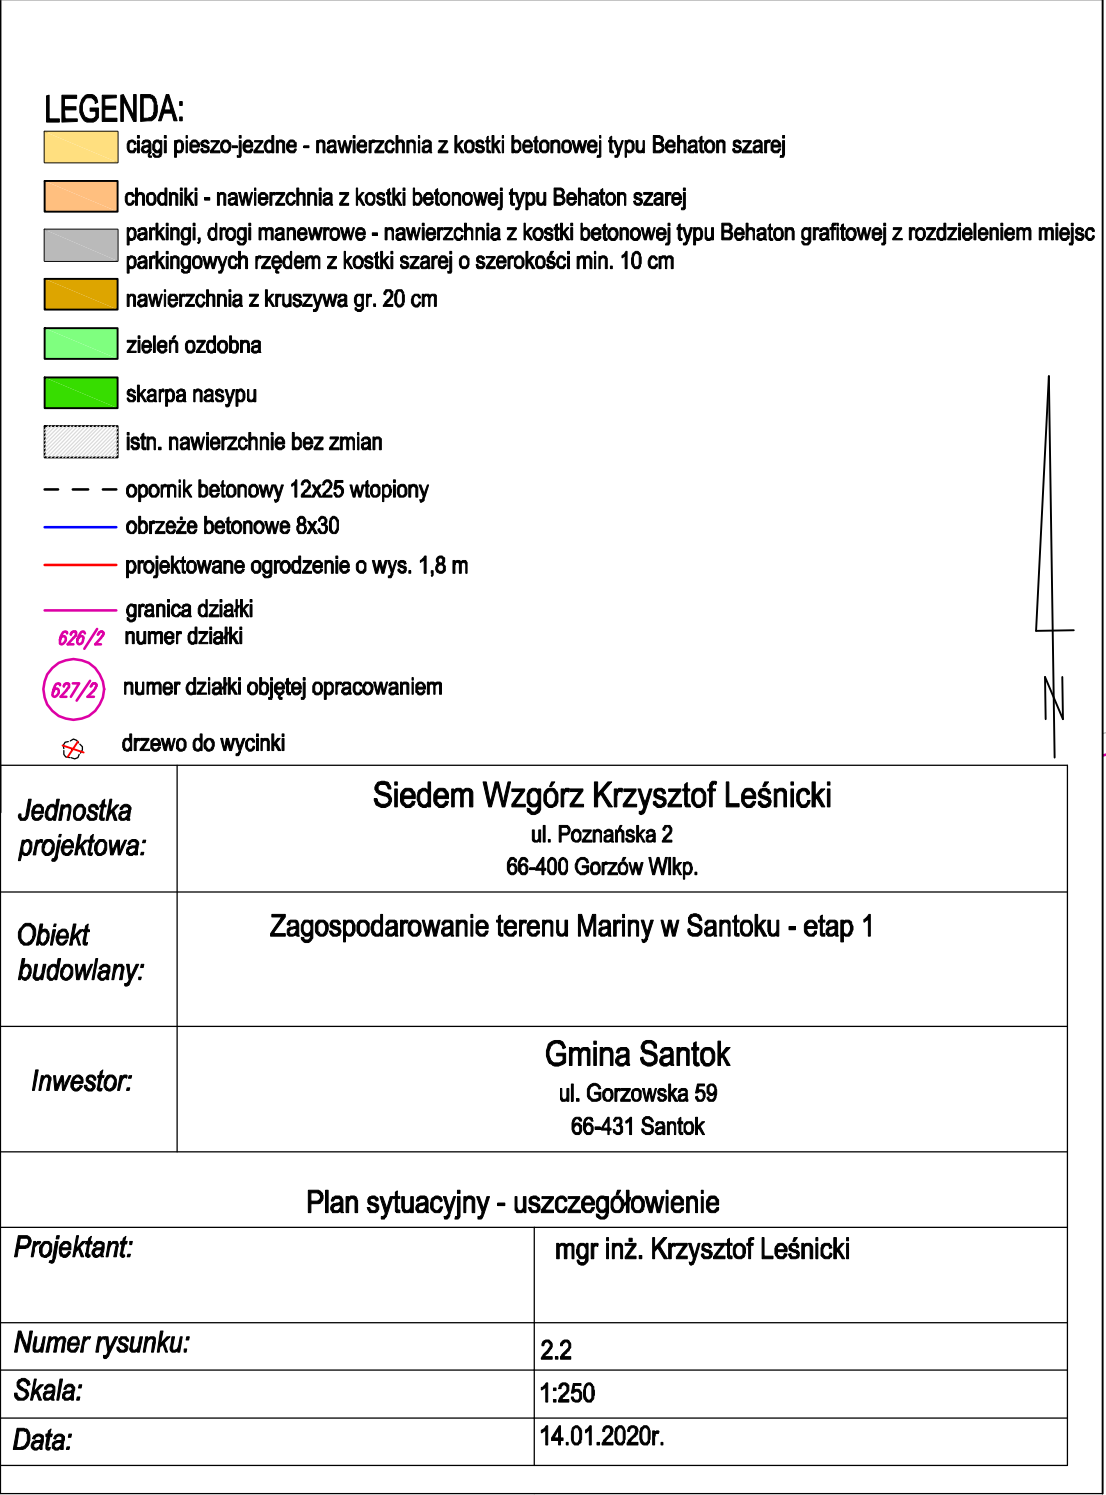 LEGENDA:
ciągi pieszo-jezdne - nawierzchnia z kostki betonowej typu Behaton szarej
chodniki - nawierzchnia z kostki betonowej typu Behaton szarej
parkingi, drogi manewrowe - nawierzchnia z kostki betonowej typu Behaton grafitowej z rozdzieleniem miejsc
parkingowych rzędem z kostki szarej o szerokości min. 10 cm
nawierzchnia z kruszywa gr. 20 cm
zieleń ozdobna
skarpa nasypu
istn. nawierzchnie bez zmian
opornik betonowy 12x25 wtopiony
obrzeże betonowe 8x30
projektowane ogrodzenie o wys. 1,8 m
granica działki
626/2 numer działki
627/2 numer działki objętej opracowaniem
drzewo do wycinki
N
Jednostka
projektowa:
Siedem Wzgórz Krzysztof Leśnicki
ul. Poznańska 2
66-400 Gorzów Wlkp.
Obiekt
budowlany:
Zagospodarowanie terenu Mariny w Santoku - etap 1
Inwestor:
Gmina Santok
ul. Gorzowska 59
66-431 Santok
Plan sytuacyjny - uszczegółowienie
Projektant: mgr inż. Krzysztof Leśnicki
Numer rysunku: 2.2
Skala: 1:250
Data: 14.01.2020r.